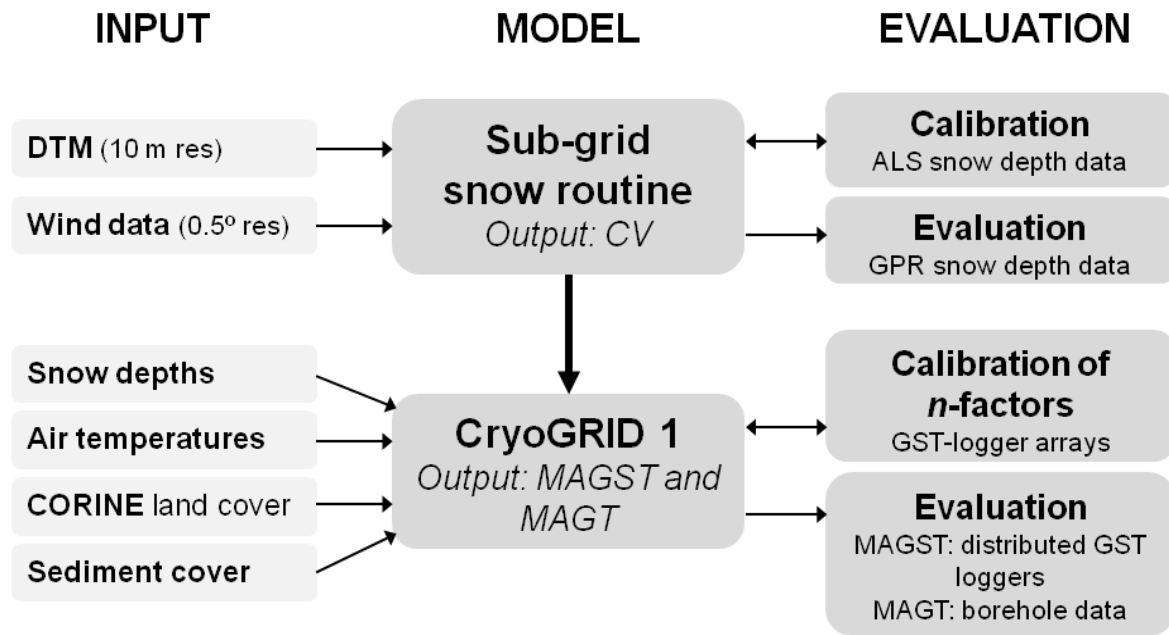 INPUT
MODEL
EVALUATION
DTM (10 m res)
Wind data (0.5º res)
Sub-grid
snow routine
Output: CV
Calibration
ALS snow depth data
Evaluation
GPR snow depth data
Snow depths
Air temperatures
CORINE land cover
Sediment cover
CryoGRID 1
Output: MAGST and
MAGT
Calibration of
n-factors
GST-logger arrays
Evaluation
MAGST: distributed GST
loggers
MAGT: borehole data